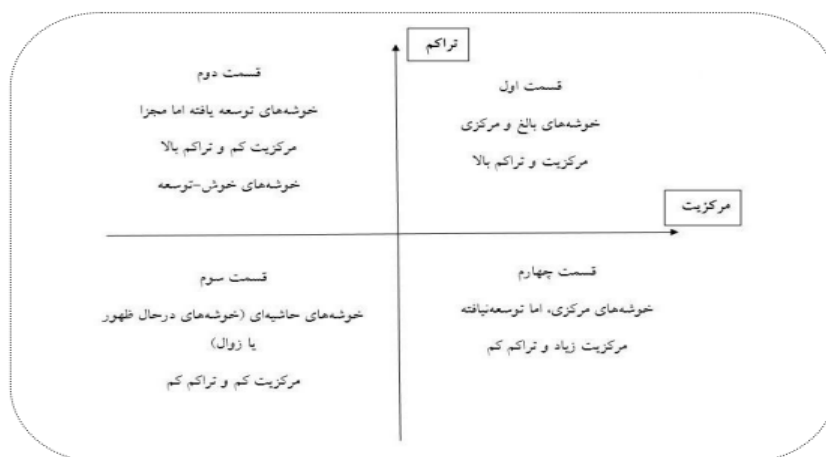 تراکم
قسمت اول
خوشه‌های بالغ و مرکزی
مرکزیت و تراکم بالا
قسمت دوم
خوشه‌های توسعه یافته اما مجزا
مرکزیت کم و تراکم بالا
خوشه‌های خوش-توسعه
مرکزیت
قسمت سوم
خوشه‌های حاشیه‌ای (خوشه‌های درحال ظهور
یا زوال)
مرکزیت کم و تراکم کم
قسمت چهارم
خوشه‌های مرکزی، اما توسعه‌نیافته
مرکزیت زیاد و تراکم کم